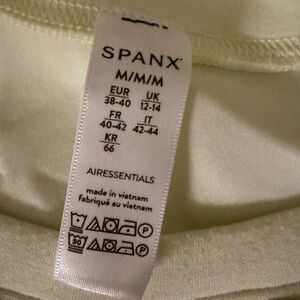 SPANX
M/M/M
EUR UK
38-40 12-14
FR IT
40-42 42-44
KR
66
AIRESSENTIALS
made in vietnam
fabriqué au vietnam
P
30 P